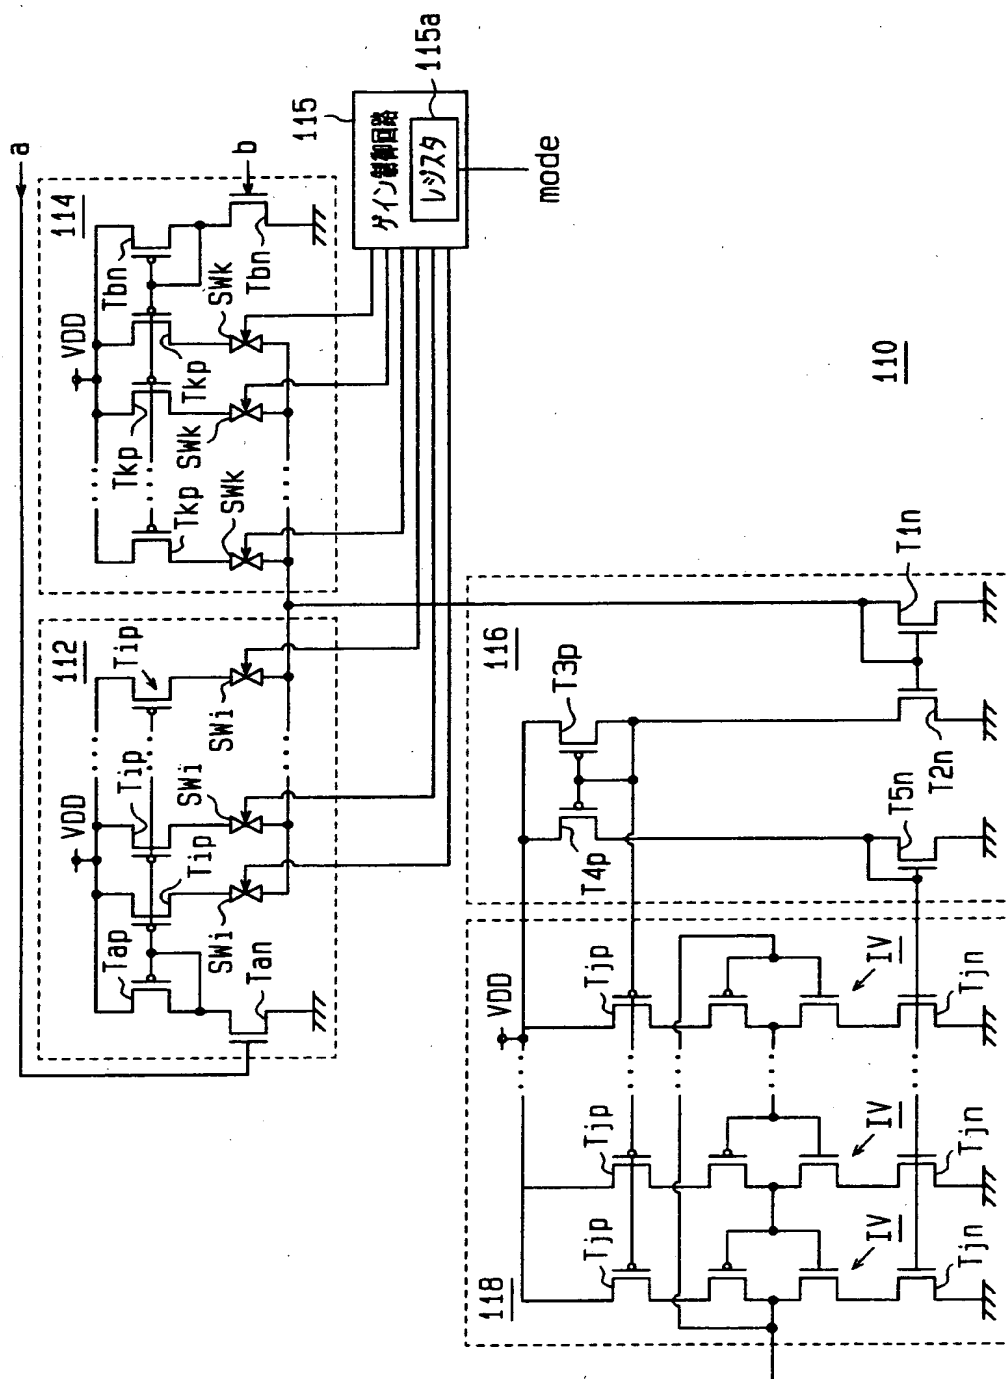 a
112
VDD
Tap
Tip
Tip
Tip
SWi
SWi
SWi
Tan
114
VDD
Tbn
Tkp
Tkp
Tkp
SWk
SWk
SWk
Tbn
b
115
ゲイン制御回路
115a
レジスタ
mode
110
118
VDD
Tjp
Tjp
Tjp
IV
IV
IV
Tjn
Tjn
Tjn
116
T3p
T4p
T5n
T2n
T1n